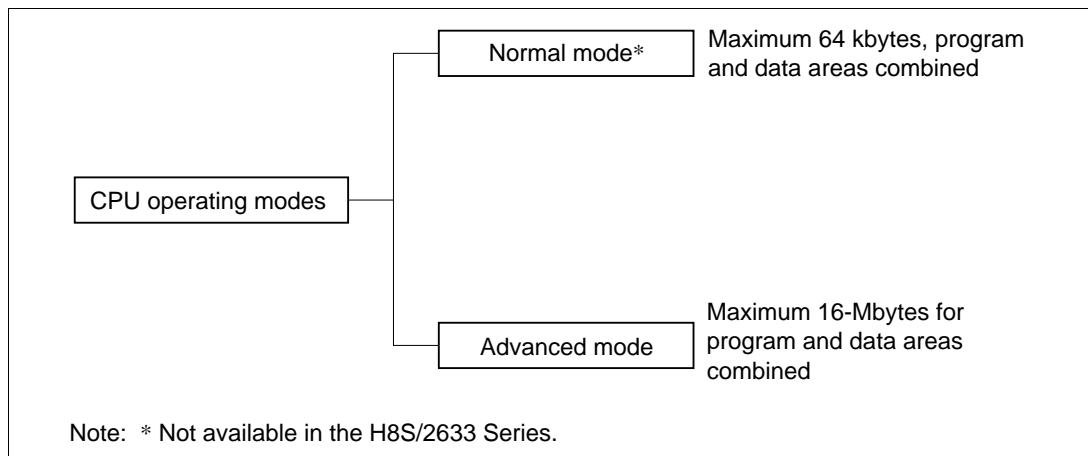 Normal mode*
Maximum 64 kbytes, program
and data areas combined
CPU operating modes
Advanced mode
Maximum 16-Mbytes for
program and data areas
combined
Note: * Not available in the H8S/2633 Series.